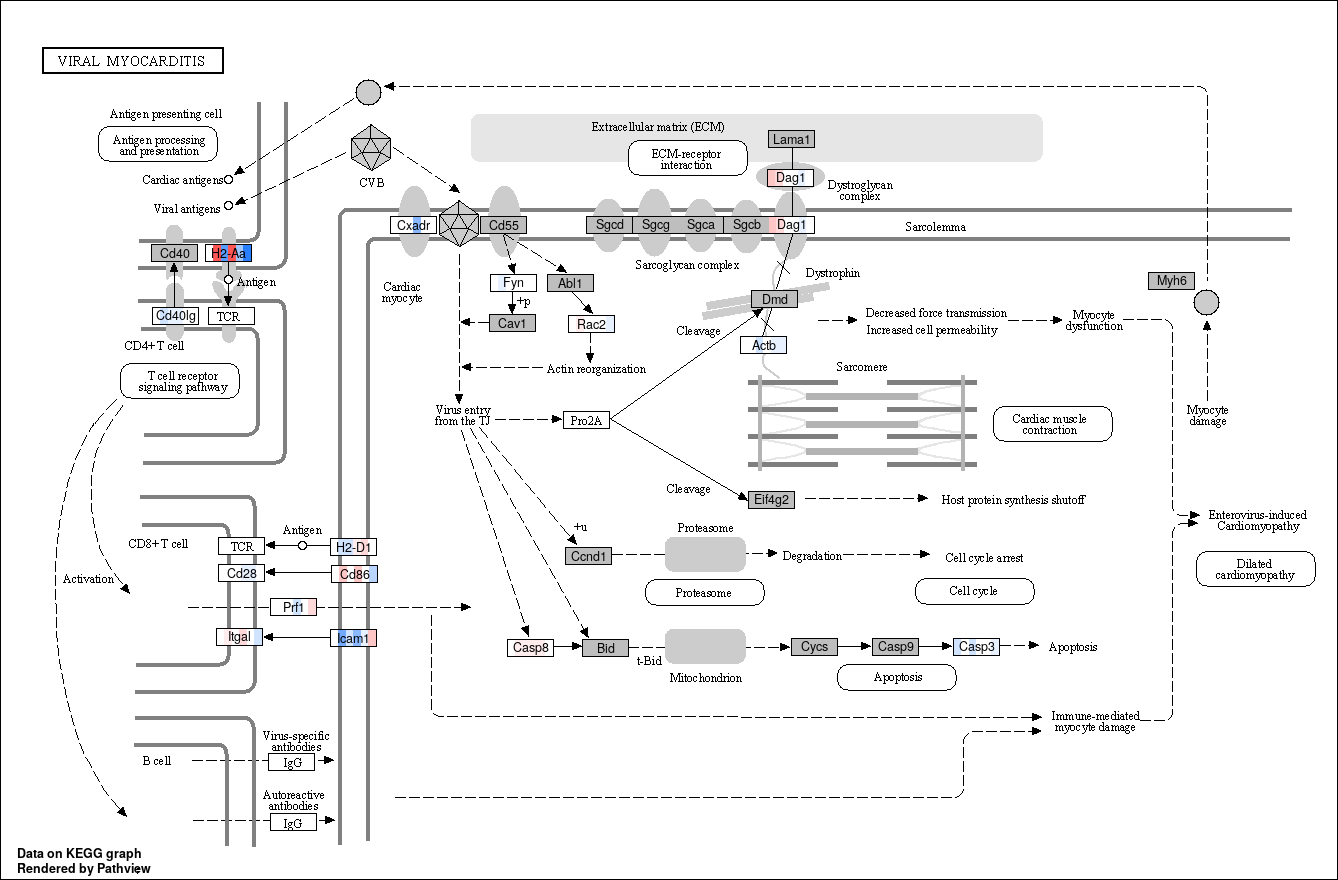 VIRAL MYOCARDITIS
Antigen presenting cell
Antigen processing
and presentation
Cardiac antigens
Viral antigens
CVB
Extracellular matrix (ECM)
ECM-receptor
interaction
Lama1
Dag1
Dystroglycan
complex
Cxadr
Cd55
Sgcd
Sgcg
Sgca
Sgcb
Dag1
Sarcolemma
Sarcoglycan complex
Cd40
H2-Aa
Antigen
Cd40lg
TCR
CD4+T cell
T cell receptor
signaling pathway
Cardiac
myocyte
Fyn
Abl1
+p
Cav1
Rac2
Actin reorganization
Dystrophin
Dmd
Cleavage
Actb
Decreased force transmission
Increased cell permeability
Myocyte
dysfunction
Myh6
Sarcomere
Cardiac muscle
contraction
Myocyte
damage
Virus entry
from the TJ
Pro2A
Cleavage
Eif4g2
Host protein synthesis shutoff
Enterovirus-induced
Cardiomyopathy
Dilated
cardiomyopathy
+u
Ccnd1
Proteasome
Degradation
Cell cycle arrest
Proteasome
Cell cycle
CD8+T cell
TCR
Antigen
H2-D1
Cd28
Cd86
Activation
Prf1
Itgal
Icam1
Casp8
Bid
t-Bid
Mitochondrion
Cycs
Casp9
Casp3
Apoptosis
Apoptosis
Immune-mediated
myocyte damage
Virus-specific
antibodies
B cell
IgG
Autoreactive
antibodies
IgG
Data on KEGG graph
Rendered by Pathview